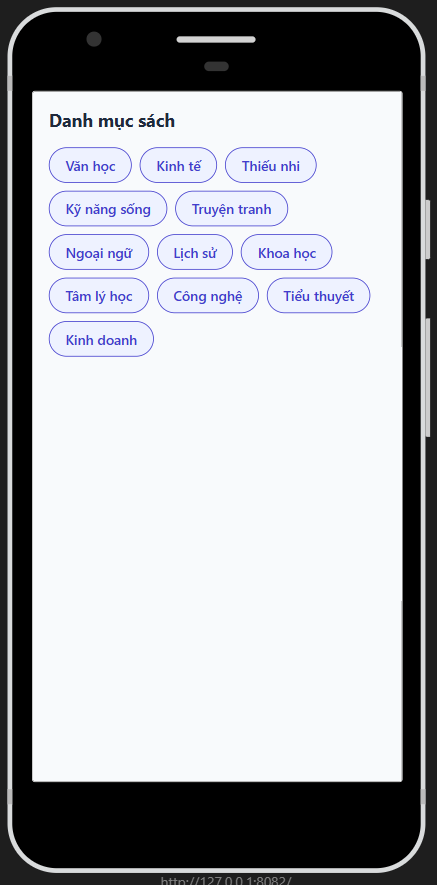 Danh mục sách
Văn học Kinh tế Thiếu nhi
Kỹ năng sống Truyện tranh
Ngoại ngữ Lịch sử Khoa học
Tâm lý học Công nghệ Tiểu thuyết
Kinh doanh
http://127.0.0.1:8082/